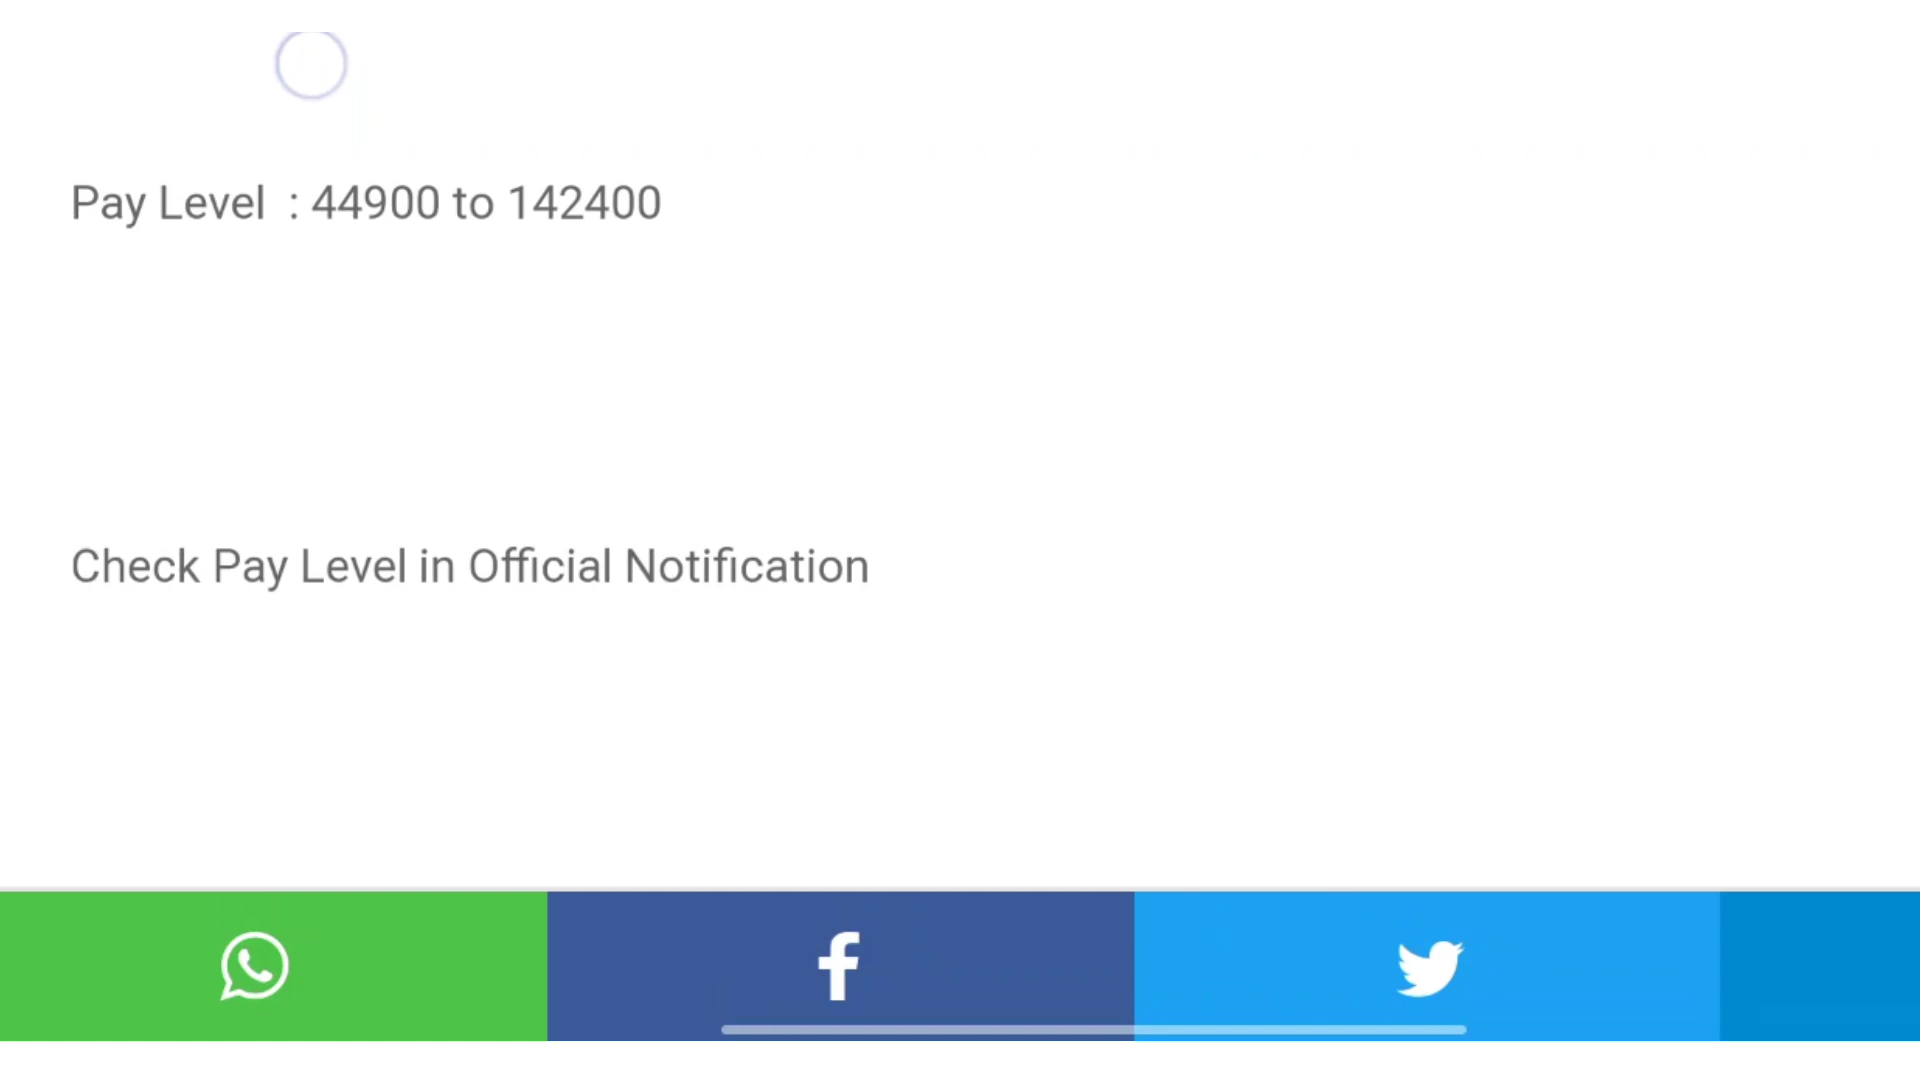 Pay Level : 44900 to 142400
Check Pay Level in Official Notification